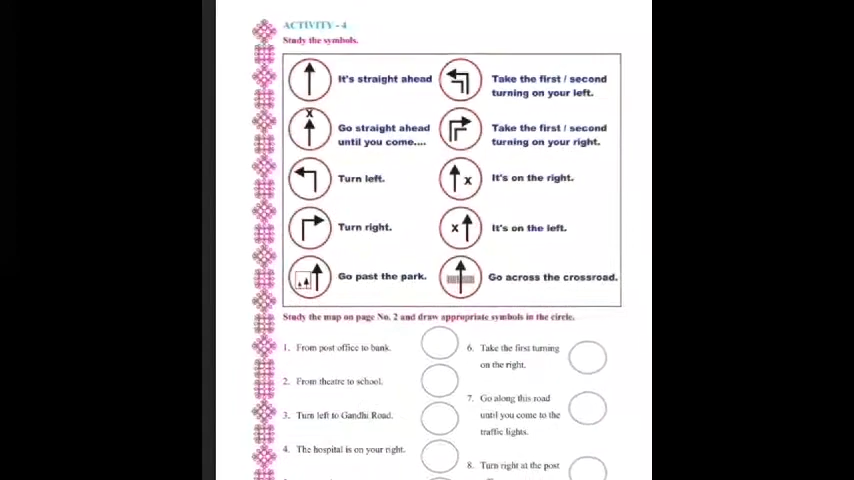 ACTIVITY - 4
Study the symbols.
It's straight ahead
Take the first / second
turning on your left.
X
Go straight ahead
until you come....
Take the first / second
turning on your right.
Turn left.
x
It's on the right.
Turn right.
x
It's on the left.
Go past the park.
Go across the crossroad.
Study the map on page No. 2 and draw appropriate symbols in the circle.
1. From post office to bank.
2. From theatre to school.
3. Turn left to Gandhi Road.
4. The hospital is on your right.
6. Take the first turning
on the right.
7. Go along this road
until you come to the
traffic lights.
8. Turn right at the post